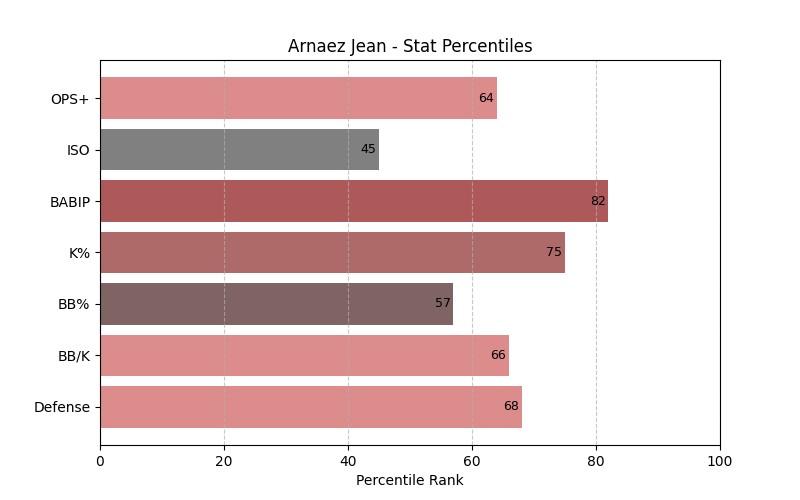 Arnaez Jean - Stat Percentiles
OPS+ 64
ISO 45
BABIP 82
K% 75
BB% 57
BB/K 66
Defense 68
0 20 40 60 80 100
Percentile Rank